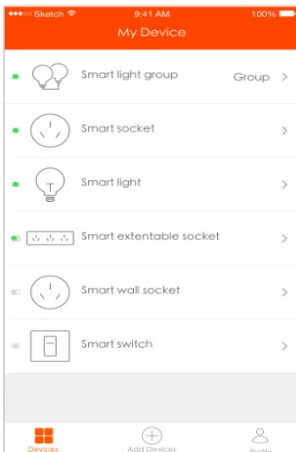 Sketch 9:41 AM 100%
My Device
Smart light group Group
Smart socket
Smart light
Smart extentable socket
Smart wall socket
Smart switch
Devices Add Devices Profile